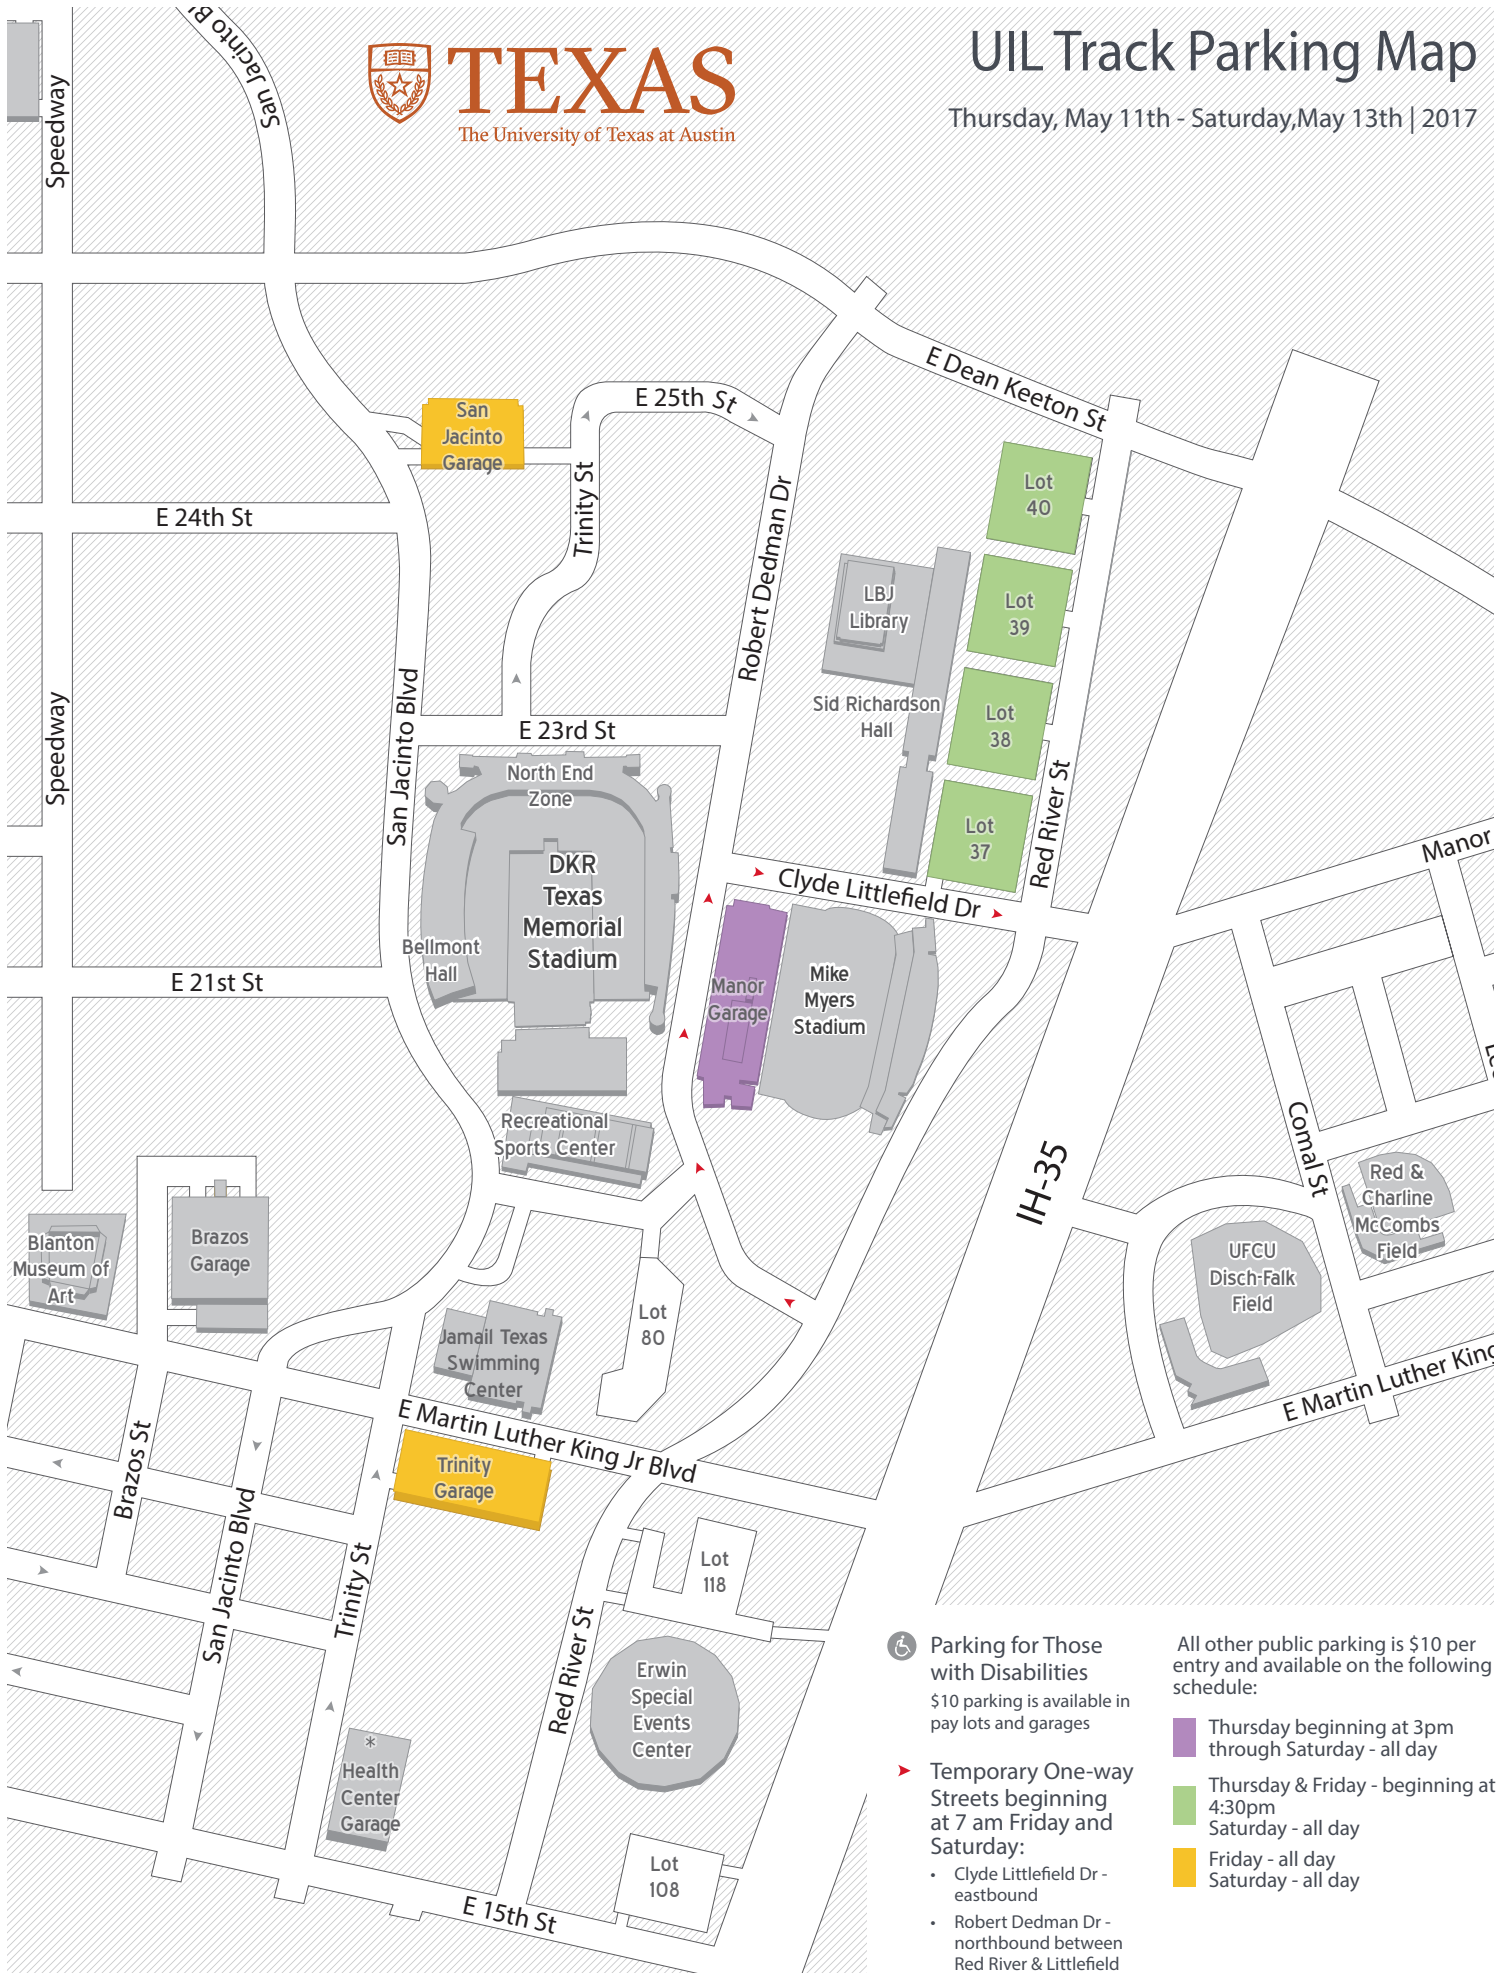 UIL Track Parking Map
Thursday, May 11th - Saturday,May 13th | 2017
TEXAS
The University of Texas at Austin
San Jacinto Bl
Speedway
E Dean Keeton St
San
Jacinto
Garage
E 25th St
Trinity St
Robert Dedman Dr
E 24th St
Lot
40
Lot
39
Lot
38
Lot
37
LBJ
Library
Sid Richardson
Hall
San Jacinto Blvd
E 23rd St
Speedway
Red River St
North End
Zone
DKR
Texas
Memorial
Stadium
Bellmont
Hall
Clyde Littlefield Dr
Manor
E 21st St
Manor
Garage
Mike
Myers
Stadium
Recreational
Sports Center
IH-35
Comal St
Red &
Charline
McCombs
Field
UFCU
Disch-Falk
Field
Blanton
Museum of
Art
Brazos
Garage
Lot
80
Jamail Texas
Swimming
Center
E Martin Luther King Jr Blvd
E Martin Luther King
Trinity
Garage
Brazos St
San Jacinto Blvd
Trinity St
Lot
118
Red River St
Erwin
Special
Events
Center
*
Health
Center
Garage
Lot
108
E 15th St
Parking for Those
with Disabilities
$10 parking is available in
pay lots and garages
Temporary One-way
Streets beginning
at 7 am Friday and
Saturday:
• Clyde Littlefield Dr -
eastbound
• Robert Dedman Dr -
northbound between
Red River & Littlefield
All other public parking is $10 per
entry and available on the following
schedule:
Thursday beginning at 3pm
through Saturday - all day
Thursday & Friday - beginning at
4:30pm
Saturday - all day
Friday - all day
Saturday - all day